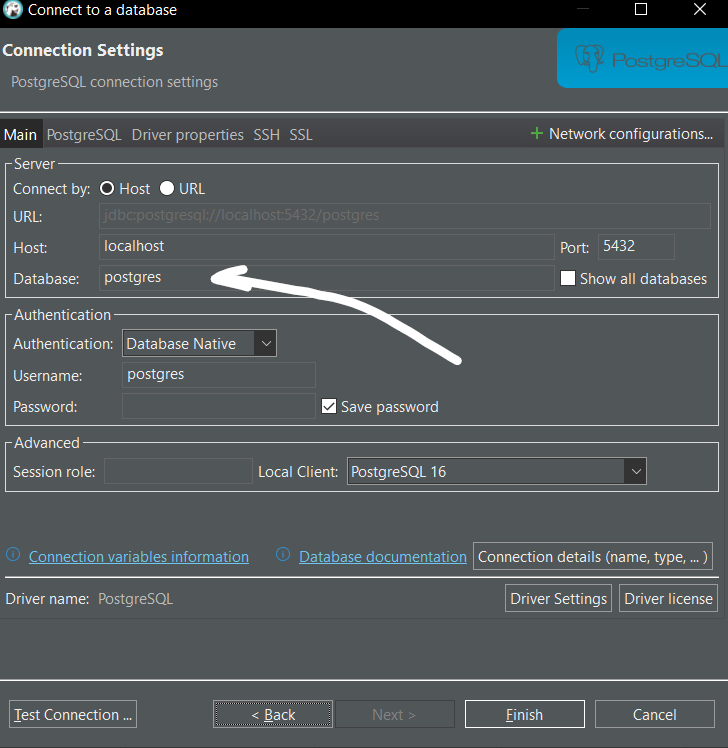 Connect to a database
Connection Settings
PostgreSQL connection settings
PostgreSQL
Main PostgreSQL Driver properties SSH SSL + Network configurations...
Server
Connect by: Host URL
URL: jdbc:postgresql://localhost:5432/postgres
Host: localhost Port: 5432
Database: postgres Show all databases
Authentication
Authentication: Database Native
Username: postgres
Password: Save password
Advanced
Session role: Local Client: PostgreSQL 16
Connection variables information Database documentation Connection details (name, type, ... )
Driver name: PostgreSQL Driver Settings Driver license
Test Connection ... < Back Next > Finish Cancel